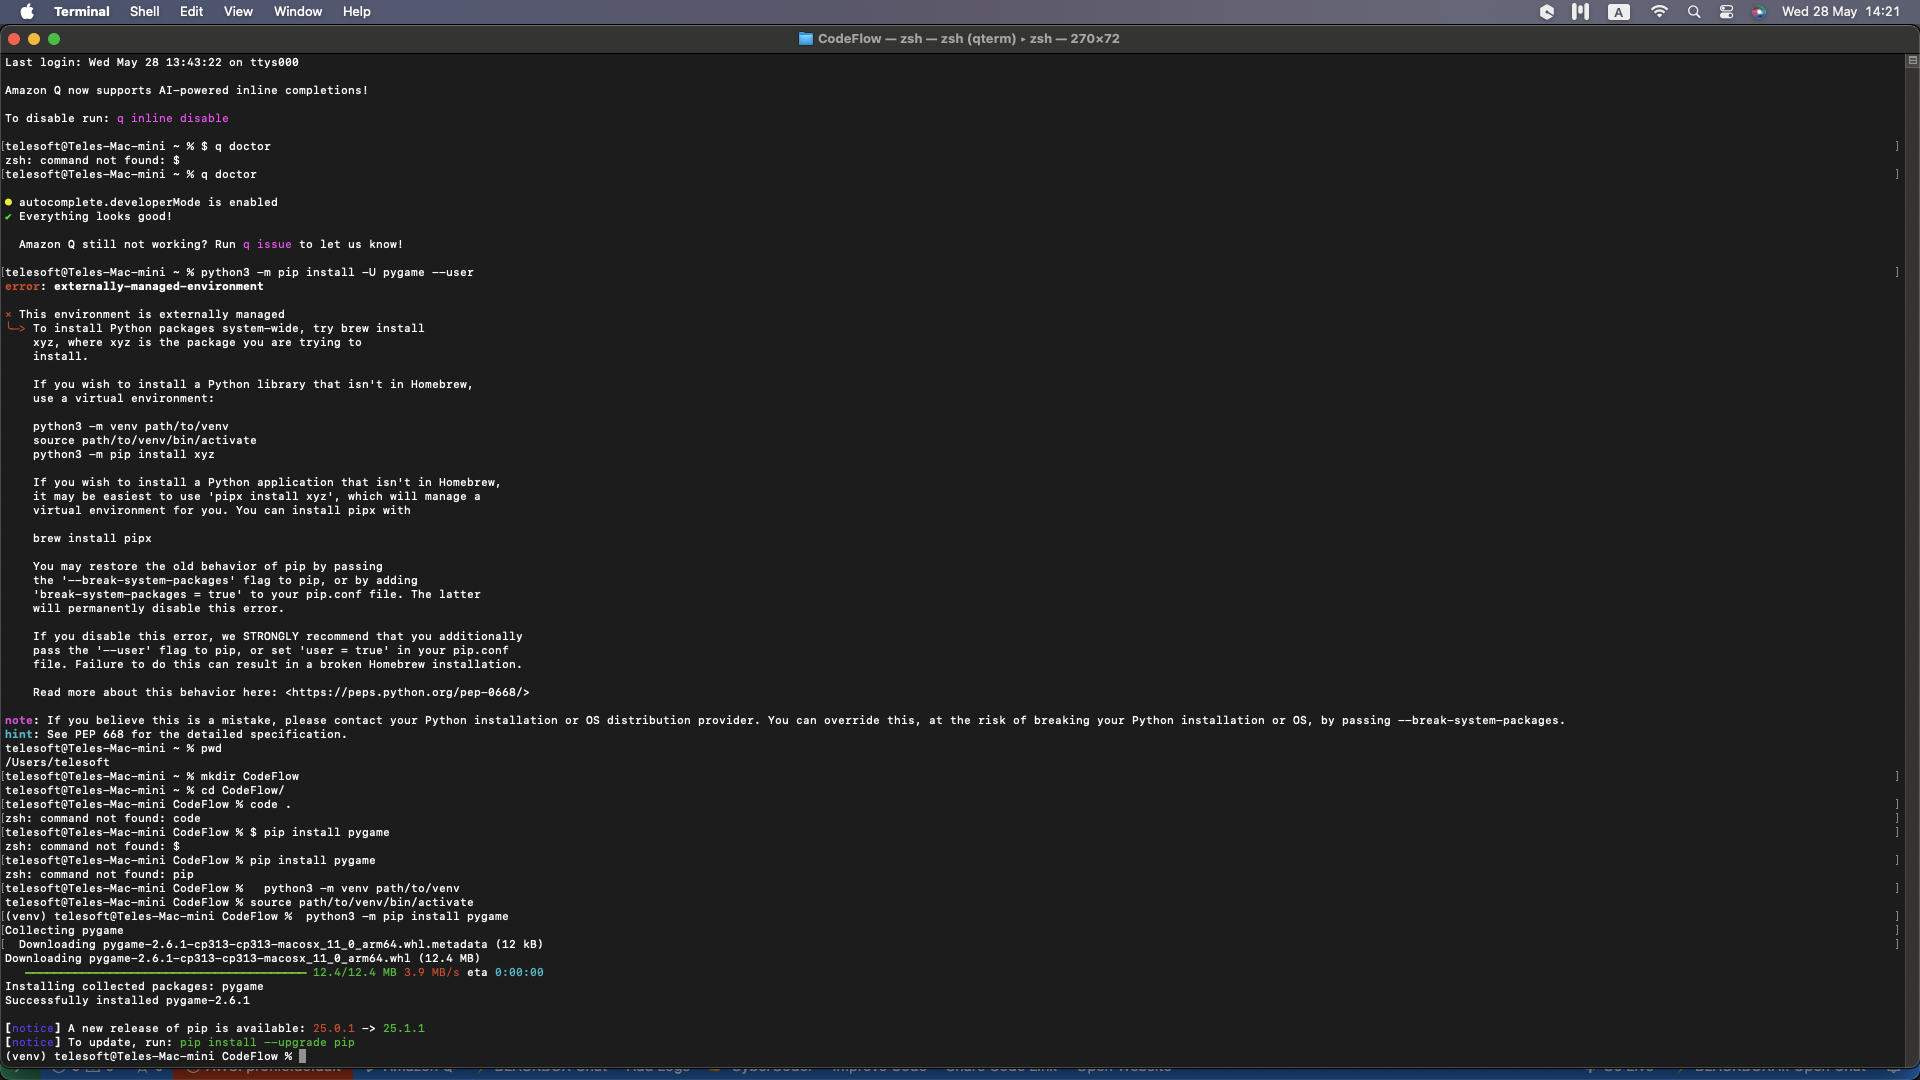 Terminal Shell Edit View Window Help A Wed 28 May 14:21
CodeFlow — zsh — zsh (qterm) ▸ zsh — 270×72
Last login: Wed May 28 13:43:22 on ttys000
Amazon Q now supports AI-powered inline completions!
To disable run: q inline disable
[telesoft@Teles-Mac-mini ~ % $ q doctor ]
zsh: command not found: $
[telesoft@Teles-Mac-mini ~ % q doctor ]
● autocomplete.developerMode is enabled
✔ Everything looks good!
Amazon Q still not working? Run q issue to let us know!
[telesoft@Teles-Mac-mini ~ % python3 -m pip install -U pygame --user ]
error: externally-managed-environment
× This environment is externally managed
╰─> To install Python packages system-wide, try brew install
xyz, where xyz is the package you are trying to
install.
If you wish to install a Python library that isn't in Homebrew,
use a virtual environment:
python3 -m venv path/to/venv
source path/to/venv/bin/activate
python3 -m pip install xyz
If you wish to install a Python application that isn't in Homebrew,
it may be easiest to use 'pipx install xyz', which will manage a
virtual environment for you. You can install pipx with
brew install pipx
You may restore the old behavior of pip by passing
the '--break-system-packages' flag to pip, or by adding
'break-system-packages = true' to your pip.conf file. The latter
will permanently disable this error.
If you disable this error, we STRONGLY recommend that you additionally
pass the '--user' flag to pip, or set 'user = true' in your pip.conf
file. Failure to do this can result in a broken Homebrew installation.
Read more about this behavior here: <https://peps.python.org/pep-0668/>
note: If you believe this is a mistake, please contact your Python installation or OS distribution provider. You can override this, at the risk of breaking your Python installation or OS, by passing --break-system-packages.
hint: See PEP 668 for the detailed specification.
telesoft@Teles-Mac-mini ~ % pwd
/Users/telesoft
[telesoft@Teles-Mac-mini ~ % mkdir CodeFlow ]
telesoft@Teles-Mac-mini ~ % cd CodeFlow/
[telesoft@Teles-Mac-mini CodeFlow % code . ]
[zsh: command not found: code ]
[telesoft@Teles-Mac-mini CodeFlow % $ pip install pygame ]
zsh: command not found: $
[telesoft@Teles-Mac-mini CodeFlow % pip install pygame ]
zsh: command not found: pip
[telesoft@Teles-Mac-mini CodeFlow %   python3 -m venv path/to/venv ]
telesoft@Teles-Mac-mini CodeFlow % source path/to/venv/bin/activate
[(venv) telesoft@Teles-Mac-mini CodeFlow %  python3 -m pip install pygame ]
[Collecting pygame ]
[ Downloading pygame-2.6.1-cp313-cp313-macosx_11_0_arm64.whl.metadata (12 kB) ]
Downloading pygame-2.6.1-cp313-cp313-macosx_11_0_arm64.whl (12.4 MB)
12.4/12.4 MB 3.9 MB/s eta 0:00:00
Installing collected packages: pygame
Successfully installed pygame-2.6.1
[notice] A new release of pip is available: 25.0.1 -> 25.1.1
[notice] To update, run: pip install --upgrade pip
(venv) telesoft@Teles-Mac-mini CodeFlow %